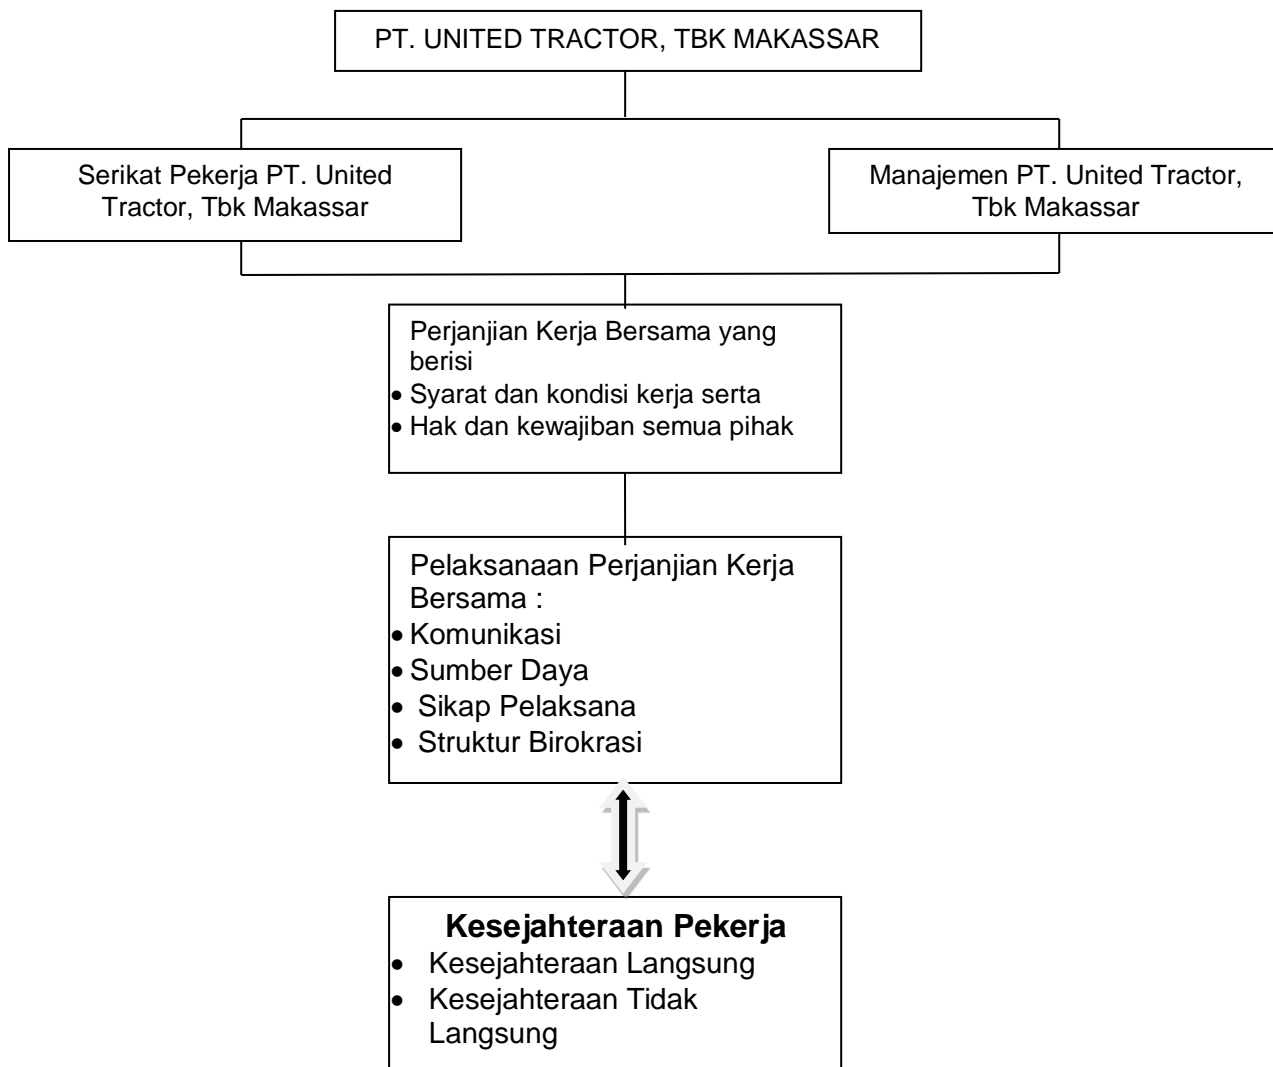 PT. UNITED TRACTOR, TBK MAKASSAR
Serikat Pekerja PT. United
Tractor, Tbk Makassar
Manajemen PT. United Tractor,
Tbk Makassar
Perjanjian Kerja Bersama yang
berisi
• Syarat dan kondisi kerja serta
• Hak dan kewajiban semua pihak
Pelaksanaan Perjanjian Kerja
Bersama :
• Komunikasi
• Sumber Daya
• Sikap Pelaksana
• Struktur Birokrasi
Kesejahteraan Pekerja
• Kesejahteraan Langsung
• Kesejahteraan Tidak
Langsung